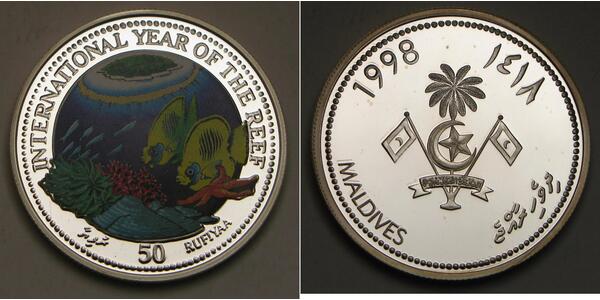 INTERNATIONAL YEAR OF THE REEF
50
RUFIYAA
1998
١٤١٨
MALDIVES